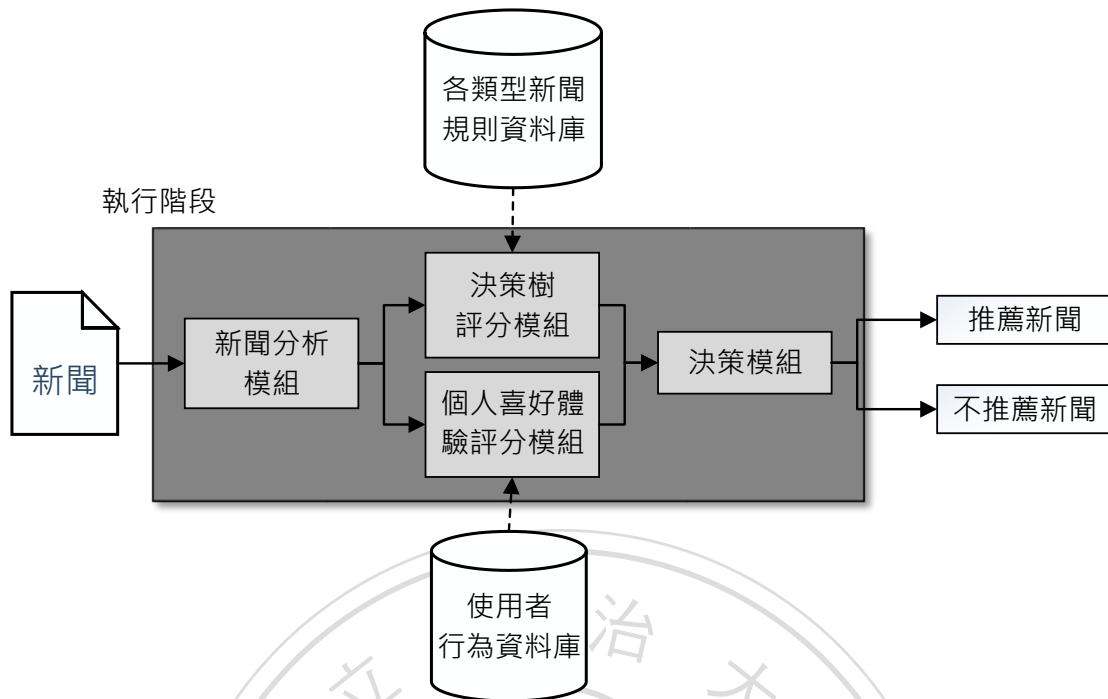 各類型新聞
規則資料庫
執行階段
新聞
新聞分析
模組
決策樹
評分模組
個人喜好體
驗評分模組
決策模組
推薦新聞
不推薦新聞
使用者
行為資料庫
立
治
大